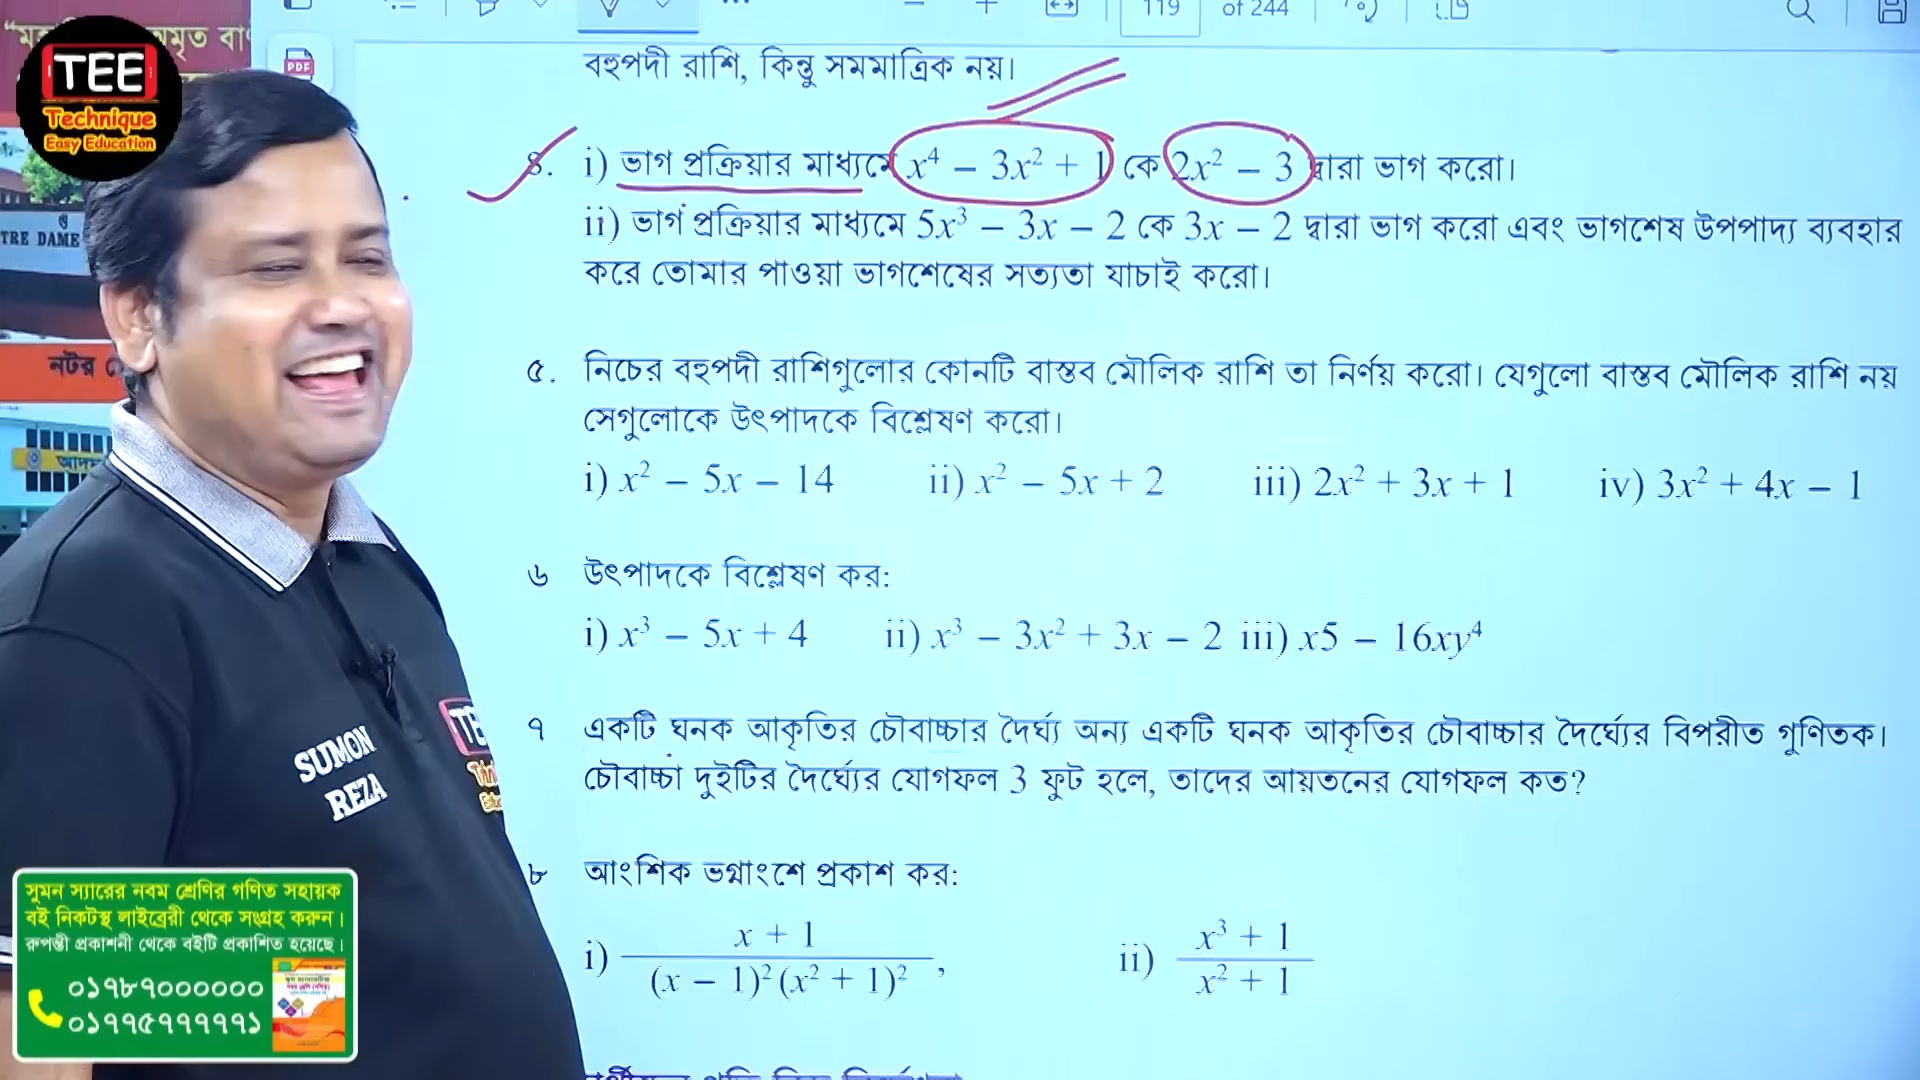 119 of 244
TEE
Technique
Easy Education
PDF
TRE DAME
বহুপদী রাশি, কিন্তু সমমাত্রিক নয়।
৪. i) ভাগ প্রক্রিয়ার মাধ্যমে x⁴ − 3x² + 1 কে 2x² − 3 দ্বারা ভাগ করো।
ii) ভাগ প্রক্রিয়ার মাধ্যমে 5x³ − 3x − 2 কে 3x − 2 দ্বারা ভাগ করো এবং ভাগশেষ উপপাদ্য ব্যবহার
করে তোমার পাওয়া ভাগশেষের সত্যতা যাচাই করো।
৫. নিচের বহুপদী রাশিগুলোর কোনটি বাস্তব মৌলিক রাশি তা নির্ণয় করো। যেগুলো বাস্তব মৌলিক রাশি নয়
সেগুলোকে উৎপাদকে বিশ্লেষণ করো।
i) x² − 5x − 14 ii) x² − 5x + 2 iii) 2x² + 3x + 1 iv) 3x² + 4x − 1
৬ উৎপাদকে বিশ্লেষণ কর:
i) x³ − 5x + 4 ii) x³ − 3x² + 3x − 2 iii) x5 − 16xy⁴
৭ একটি ঘনক আকৃতির চৌবাচ্চার দৈর্ঘ্য অন্য একটি ঘনক আকৃতির চৌবাচ্চার দৈর্ঘ্যের বিপরীত গুণিতক।
চৌবাচ্চা দুইটির দৈর্ঘ্যের যোগফল 3 ফুট হলে, তাদের আয়তনের যোগফল কত?
৮ আংশিক ভগ্নাংশে প্রকাশ কর:
i) (x + 1) / ((x − 1)² (x² + 1)²), ii) (x³ + 1) / (x² + 1)
নটর
SUMON
REZA
সুমন স্যারের নবম শ্রেণির গণিত সহায়ক
বই নিকটস্থ লাইব্রেরী থেকে সংগ্রহ করুন।
রুপন্তী প্রকাশনী থেকে বইটি প্রকাশিত হয়েছে।
০১৭৮৭০০০০০০
০১৭৭৫৭৭৭৭৭১